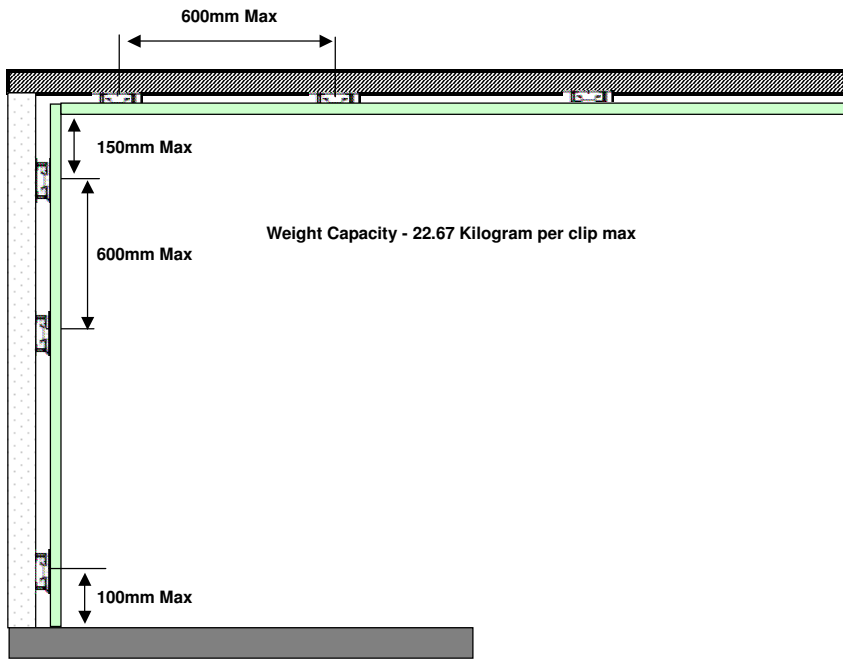 600mm Max
150mm Max
Weight Capacity - 22.67 Kilogram per clip max
600mm Max
100mm Max